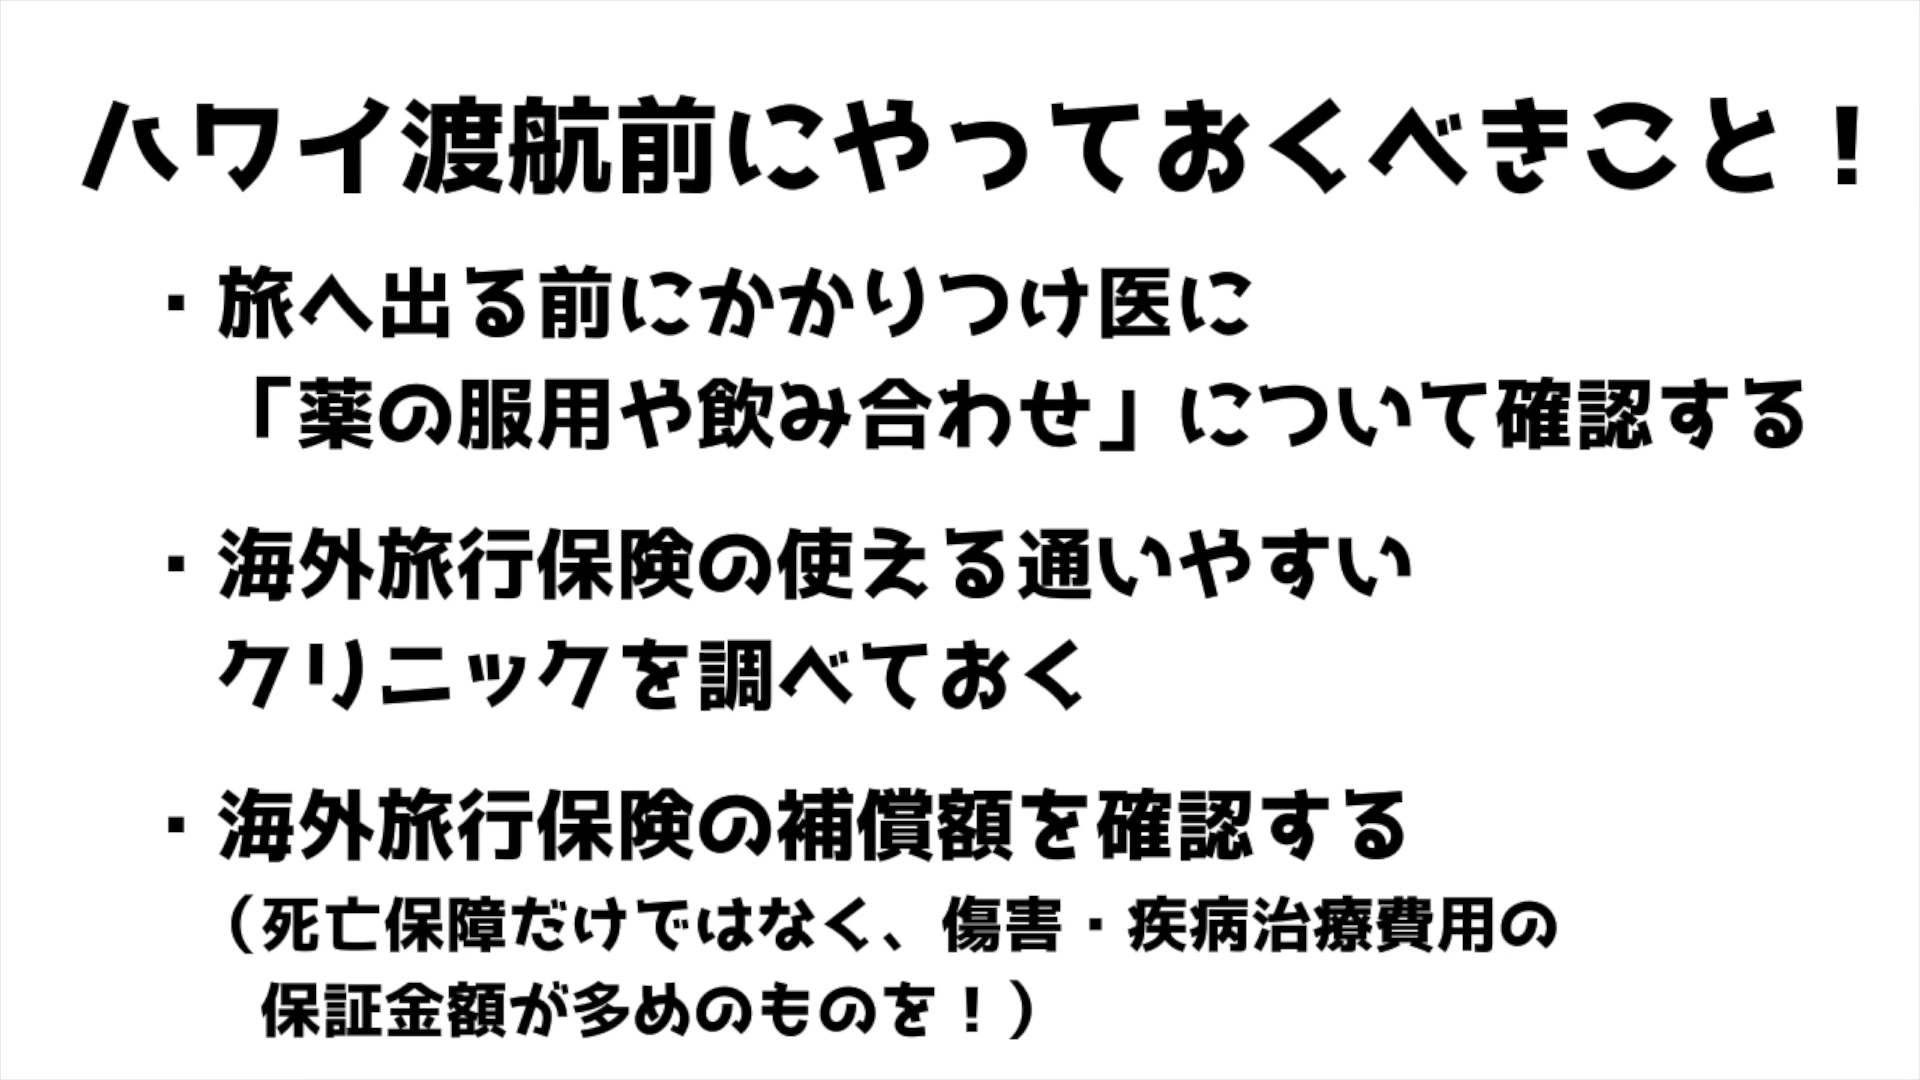 ハワイ渡航前にやっておくべきこと！
・旅へ出る前にかかりつけ医に
「薬の服用や飲み合わせ」について確認する
・海外旅行保険の使える通いやすい
クリニックを調べておく
・海外旅行保険の補償額を確認する
（死亡保障だけではなく、傷害・疾病治療費用の
保証金額が多めのものを！）